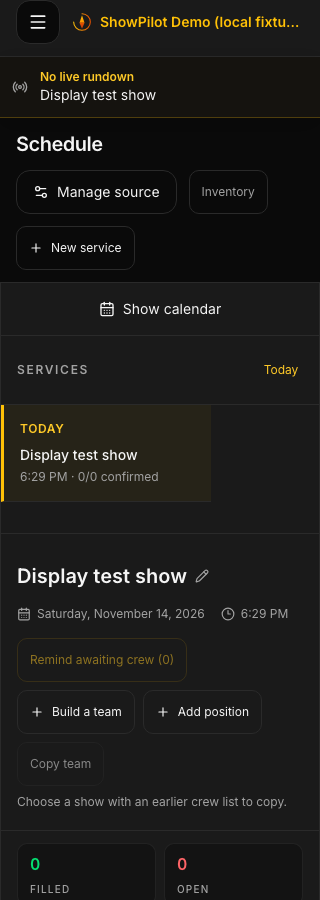 ShowPilot Demo (local fixtu...
No live rundown
Display test show
Schedule
Manage source
Inventory
New service
Show calendar
SERVICES
Today
TODAY
Display test show
6:29 PM · 0/0 confirmed
Display test show
Saturday, November 14, 2026
6:29 PM
Remind awaiting crew (0)
Build a team
Add position
Copy team
Choose a show with an earlier crew list to copy.
0
FILLED
0
OPEN